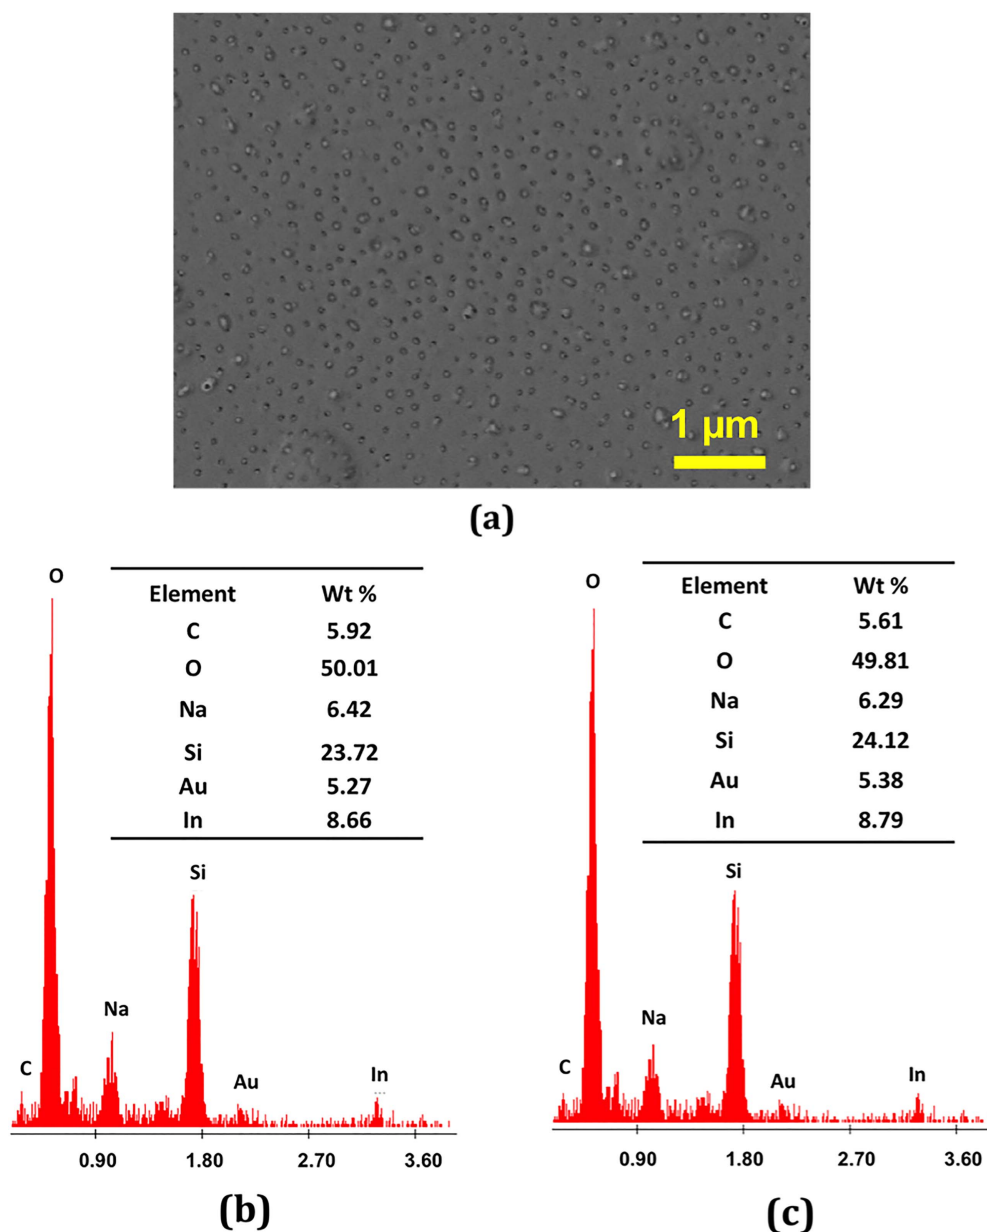 1 µm
(a)
O
Element Wt %
C 5.92
O 50.01
Na 6.42
Si 23.72
Au 5.27
In 8.66
Si
Na
C
Au
In
0.90 1.80 2.70 3.60
(b)
O
Element Wt %
C 5.61
O 49.81
Na 6.29
Si 24.12
Au 5.38
In 8.79
Si
Na
C
Au
In
0.90 1.80 2.70 3.60
(c)